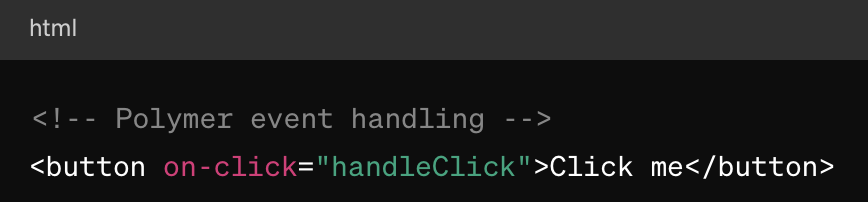 html
<!-- Polymer event handling -->
<button on-click="handleClick">Click me</button>